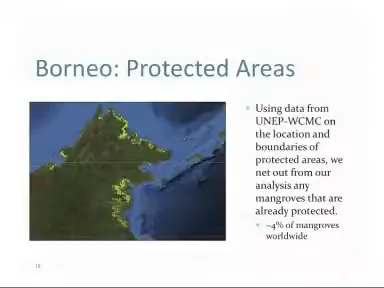 Borneo: Protected Areas
Using data from
UNEP-WCMC on
the location and
boundaries of
protected areas, we
net out from our
analysis any
mangroves that are
already protected.
~4% of mangroves
worldwide